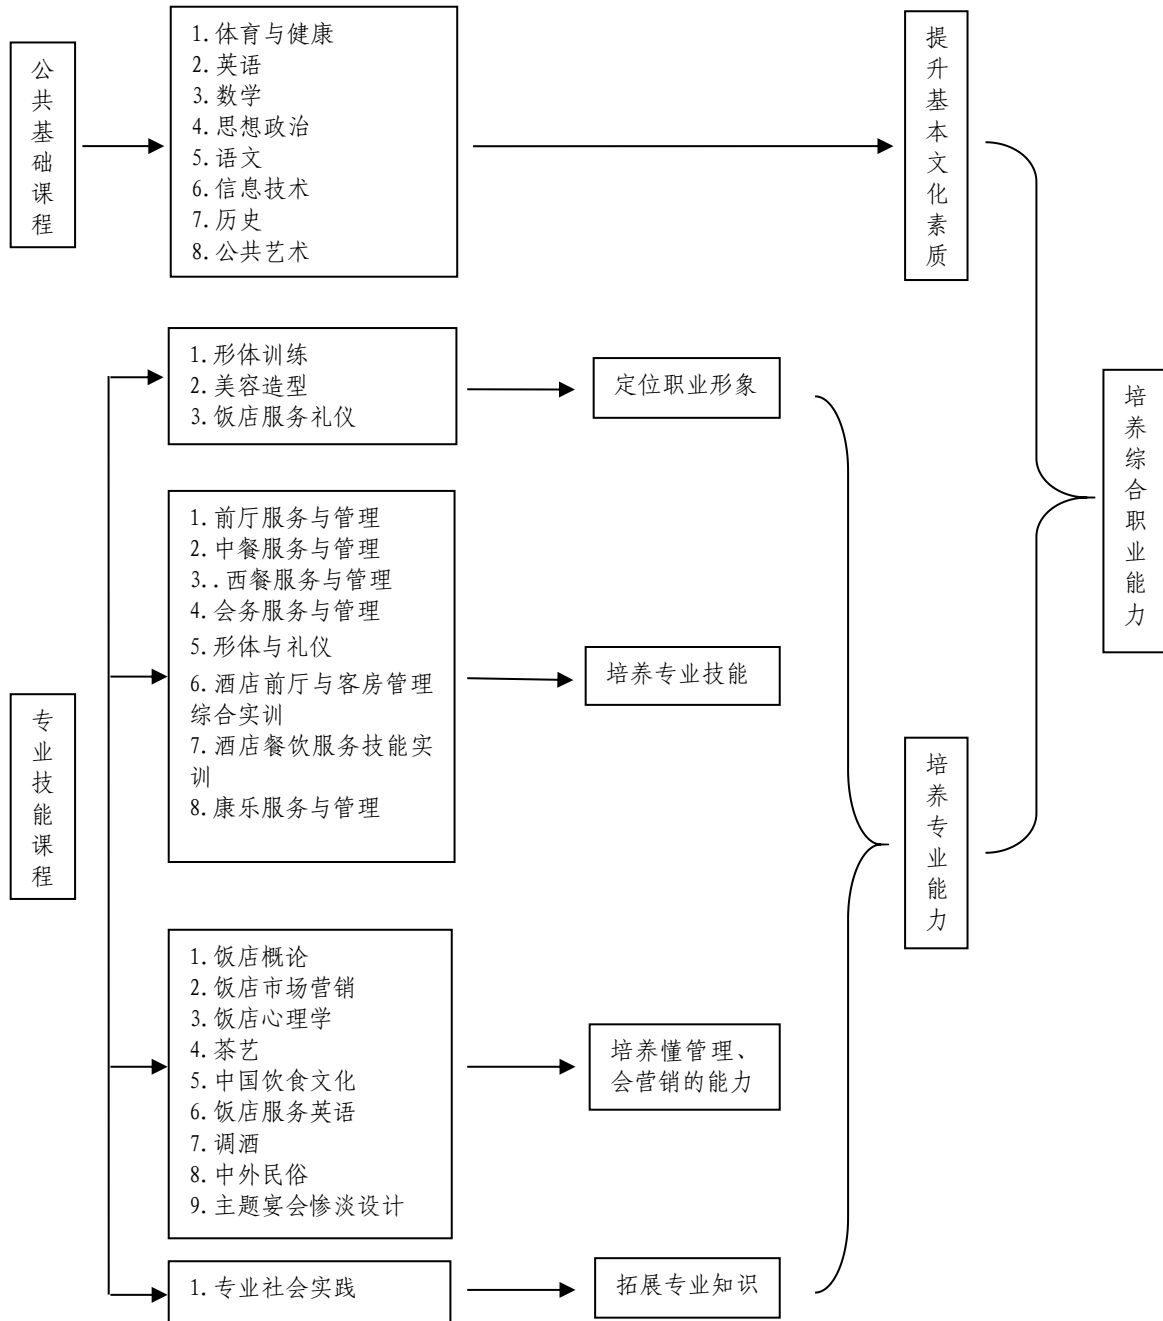 公共基础课程
1.体育与健康
2.英语
3.数学
4.思想政治
5.语文
6.信息技术
7.历史
8.公共艺术
提升基本文化素质
专业技能课程
1.形体训练
2.美容造型
3.饭店服务礼仪
定位职业形象
1.前厅服务与管理
2.中餐服务与管理
3..西餐服务与管理
4.会务服务与管理
5.形体与礼仪
6.酒店前厅与客房管理
综合实训
7.酒店餐饮服务技能实
训
8.康乐服务与管理
培养专业技能
1.饭店概论
2.饭店市场营销
3.饭店心理学
4.茶艺
5.中国饮食文化
6.饭店服务英语
7.调酒
8.中外民俗
9.主题宴会惨淡设计
培养懂管理、
会营销的能力
1.专业社会实践
拓展专业知识
培养专业能力
培养综合职业能力